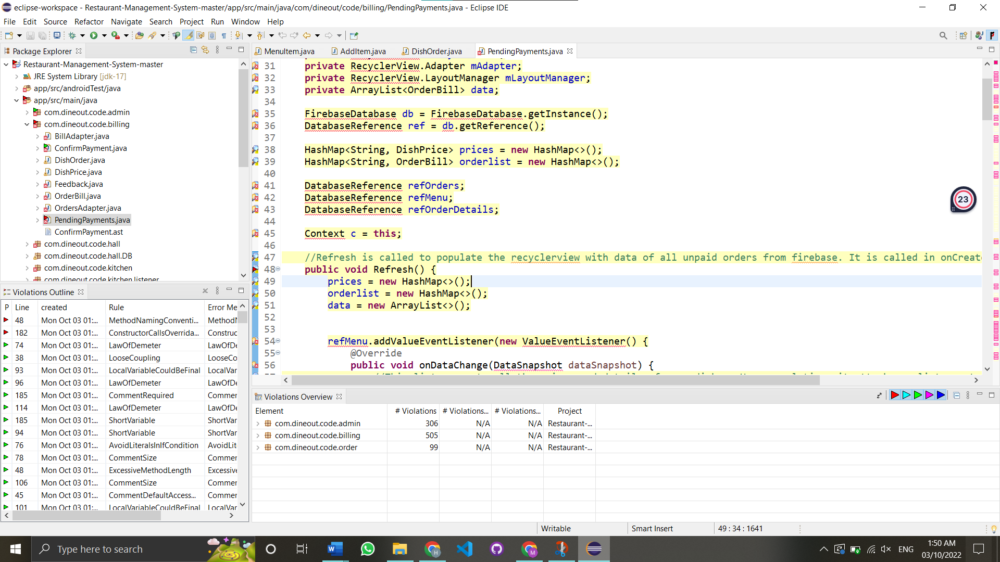 eclipse-workspace - Restaurant-Management-System-master/app/src/main/java/com/dineout/code/billing/PendingPayments.java - Eclipse IDE
File Edit Source Refactor Navigate Search Project Run Window Help
Package Explorer
Restaurant-Management-System-master
JRE System Library [jdk-17]
app/src/androidTest/java
app/src/main/java
com.dineout.code.admin
com.dineout.code.billing
BillAdapter.java
ConfirmPayment.java
DishOrder.java
DishPrice.java
Feedback.java
OrderBill.java
OrdersAdapter.java
PendingPayments.java
ConfirmPayment.ast
com.dineout.code.hall
com.dineout.code.hall.DB
com.dineout.code.kitchen
com.dineout.code.kitchen.listener
MenuItem.java AddItem.java DishOrder.java PendingPayments.java
31 private RecyclerView.Adapter mAdapter;
32 private RecyclerView.LayoutManager mLayoutManager;
33 private ArrayList<OrderBill> data;
34
35 FirebaseDatabase db = FirebaseDatabase.getInstance();
36 DatabaseReference ref = db.getReference();
37
38 HashMap<String, DishPrice> prices = new HashMap<>();
39 HashMap<String, OrderBill> orderlist = new HashMap<>();
40
41 DatabaseReference refOrders;
42 DatabaseReference refMenu;
43 DatabaseReference refOrderDetails;
44
45 Context c = this;
46
47 //Refresh is called to populate the recyclerview with data of all unpaid orders from firebase. It is called in onCreate
48 public void Refresh() {
49 prices = new HashMap<>();
50 orderlist = new HashMap<>();
51 data = new ArrayList<>();
52
53
54 refMenu.addValueEventListener(new ValueEventListener() {
55 @Override
56 public void onDataChange(DataSnapshot dataSnapshot) {
23
Violations Outline
P Line created Rule Error Me
48 Mon Oct 03 01:... MethodNamingConventi... MethodN
182 Mon Oct 03 01:... ConstructorCallsOverrida... Construc
74 Mon Oct 03 01:... LawOfDemeter LawOfDe
38 Mon Oct 03 01:... LooseCoupling LooseCo
93 Mon Oct 03 01:... LocalVariableCouldBeFinal LocalVar
96 Mon Oct 03 01:... LawOfDemeter LawOfDe
185 Mon Oct 03 01:... CommentRequired Commer
114 Mon Oct 03 01:... LawOfDemeter LawOfDe
185 Mon Oct 03 01:... ShortVariable ShortVar
94 Mon Oct 03 01:... ShortVariable ShortVar
76 Mon Oct 03 01:... AvoidLiteralsInIfCondition AvoidLit
78 Mon Oct 03 01:... CommentSize Commer
48 Mon Oct 03 01:... ExcessiveMethodLength Excessive
106 Mon Oct 03 01:... CommentSize Commer
45 Mon Oct 03 01:... CommentDefaultAccess... Commer
101 Mon Oct 03 01:... LocalVariableCouldBeFinal LocalVar
Violations Overview
Element # Violations # Violations... # Violations... Project
com.dineout.code.admin 306 N/A N/A Restaurant-...
com.dineout.code.billing 505 N/A N/A Restaurant-...
com.dineout.code.order 99 N/A N/A Restaurant-...
Writable Smart Insert 49 : 34 : 1641
Type here to search
ENG
1:50 AM
03/10/2022